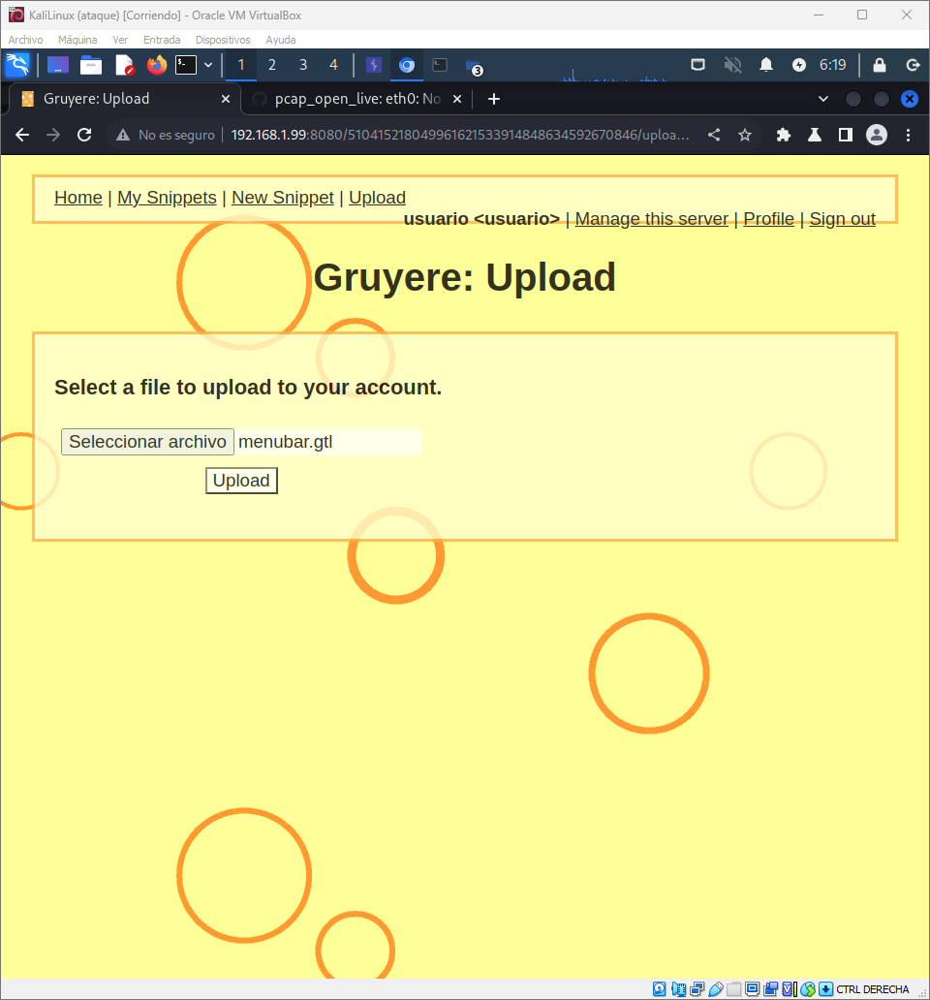 KaliLinux (ataque) [Corriendo] - Oracle VM VirtualBox
Archivo Máquina Ver Entrada Dispositivos Ayuda
1 2 3 4 3 6:19
Gruyere: Upload pcap_open_live: eth0: No
No es seguro 192.168.1.99:8080/510415218049961621533914848634592670846/uploa...
Home | My Snippets | New Snippet | Upload
usuario <usuario> | Manage this server | Profile | Sign out
Gruyere: Upload
Select a file to upload to your account.
Seleccionar archivo menubar.gtl
Upload
CTRL DERECHA